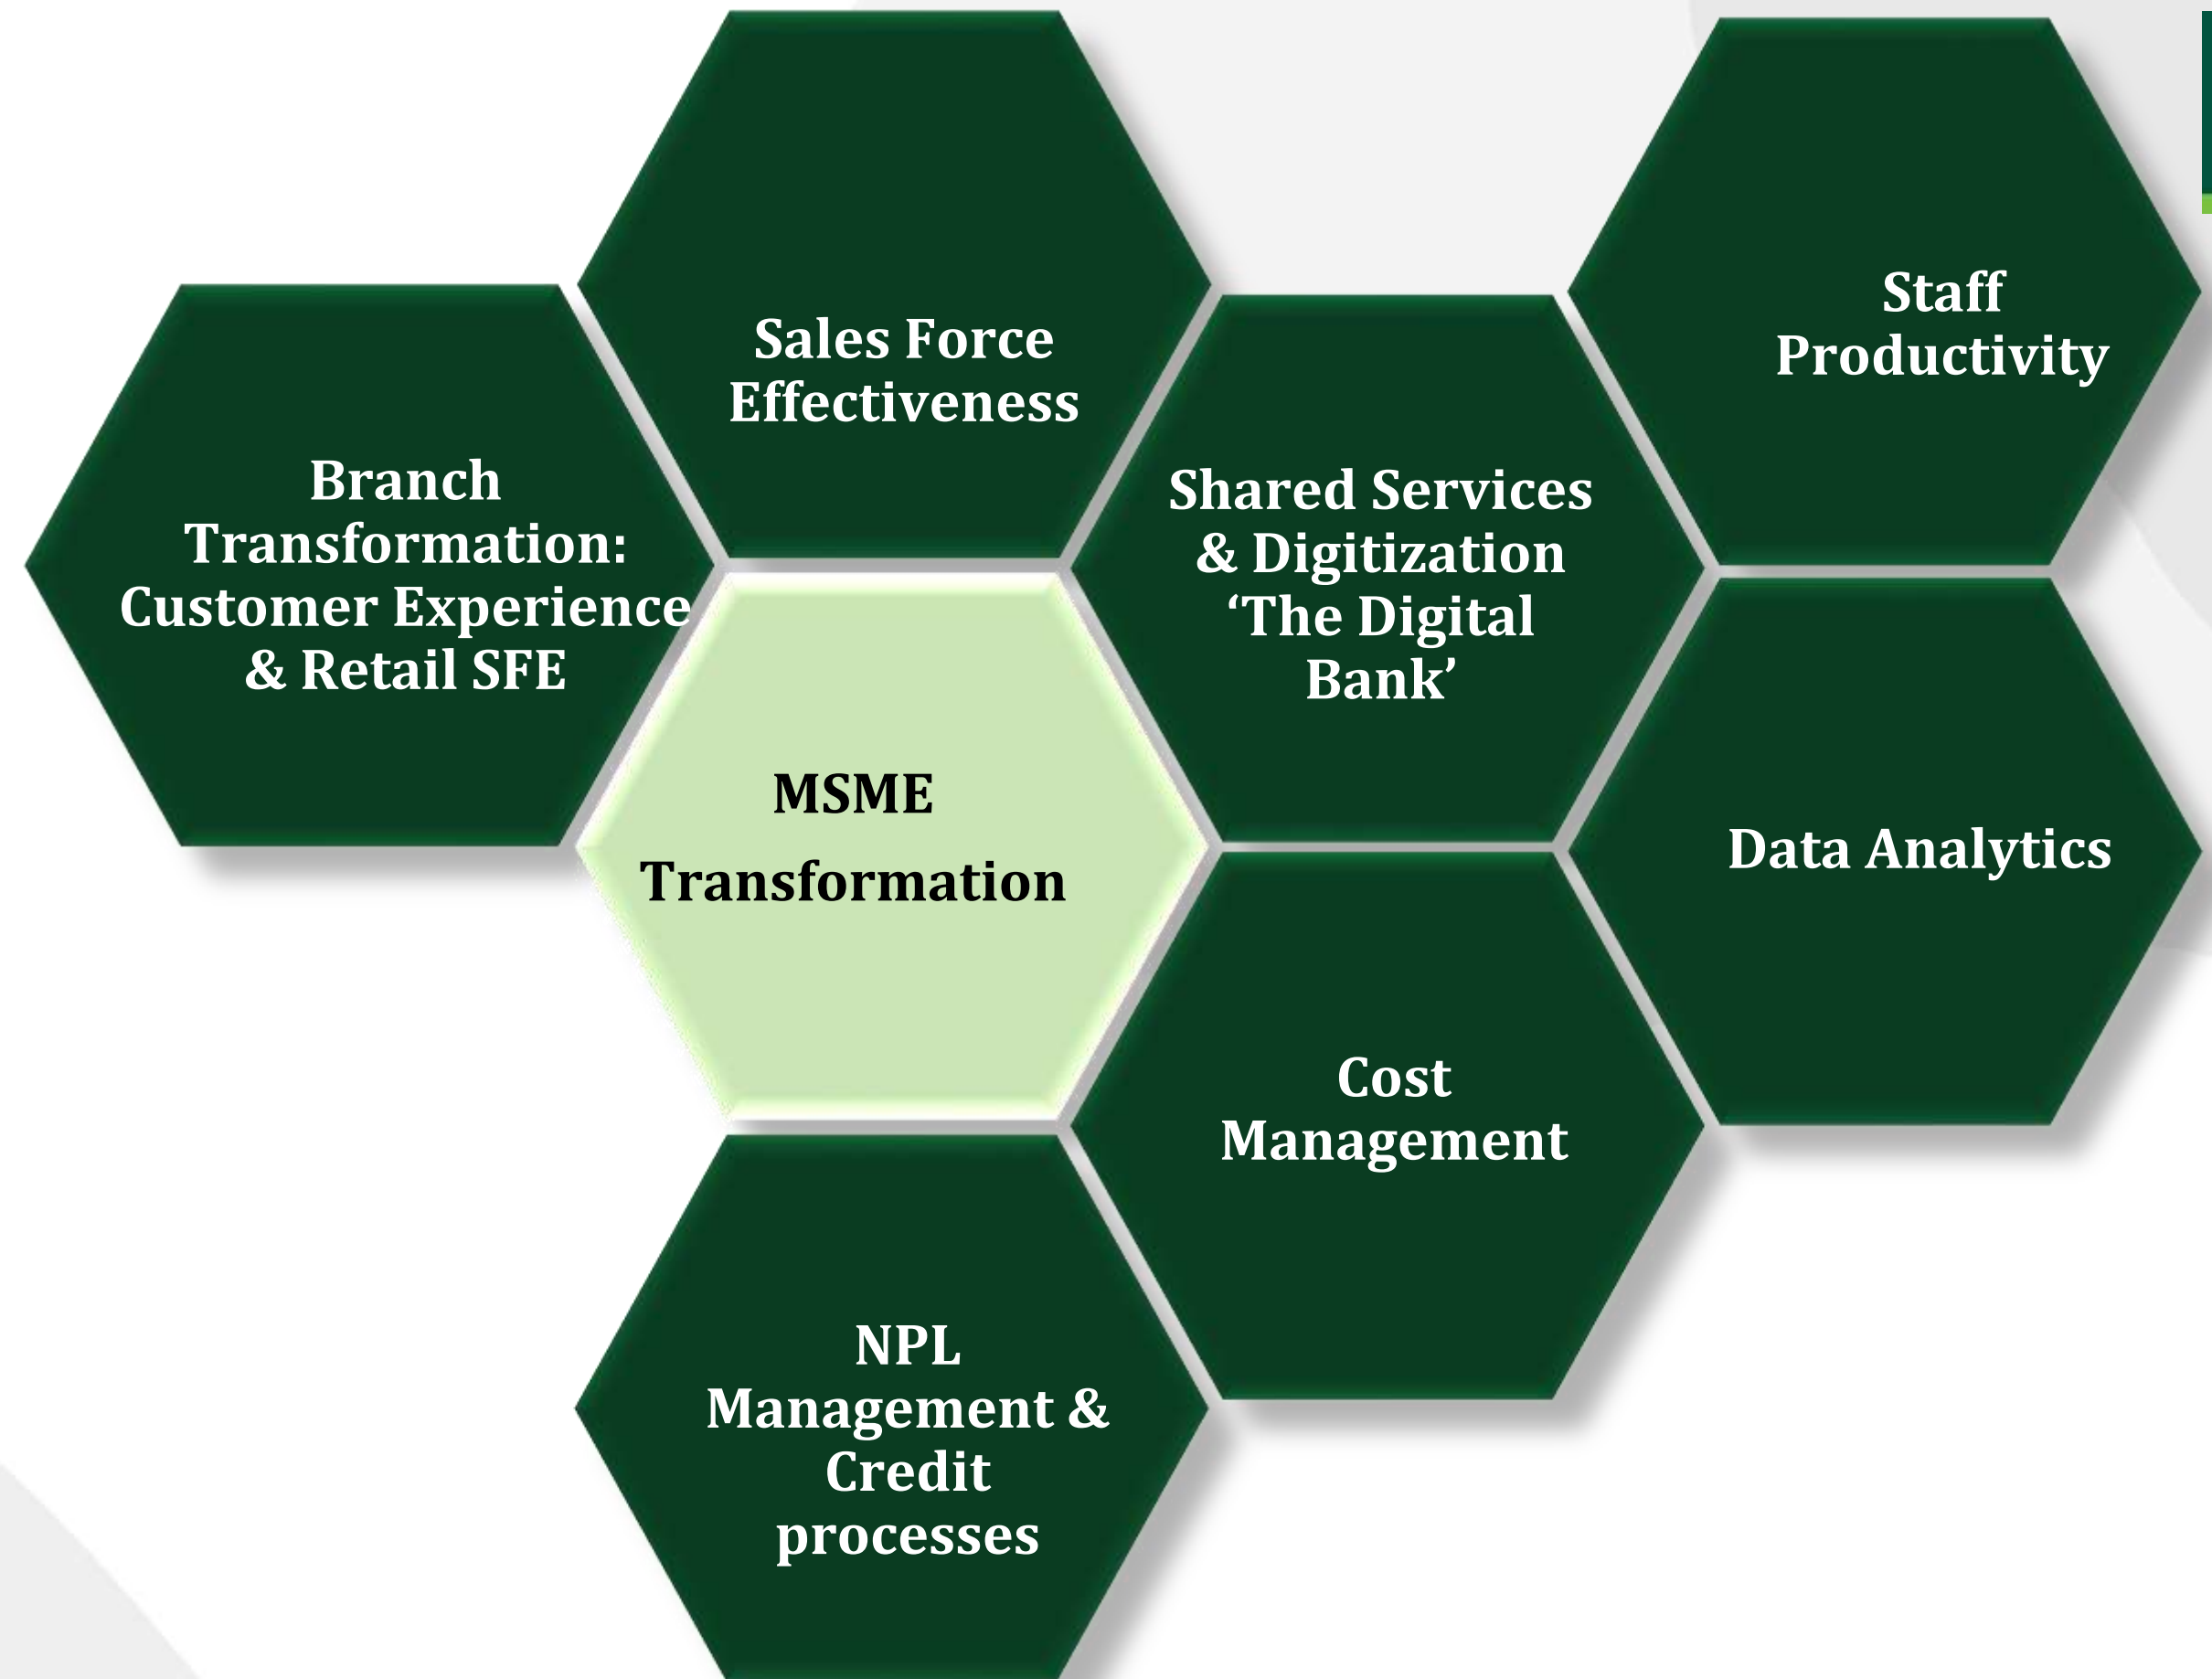 Sales Force
Effectiveness
Staff
Productivity
Branch
Transformation:
Customer Experience
& Retail SFE
Shared Services
& Digitization
‘The Digital
Bank’
MSME
Transformation
Data Analytics
Cost
Management
NPL
Management &
Credit
processes